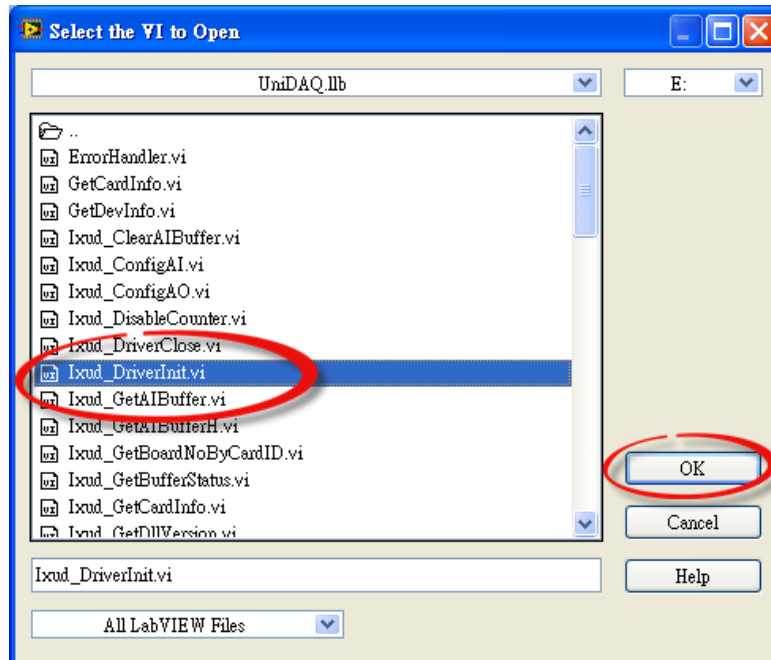 Select the VI to Open
UniDAQ.llb
E:
..
ErrorHandler.vi
GetCardInfo.vi
GetDevInfo.vi
Ixud_ClearAIBuffer.vi
Ixud_ConfigAI.vi
Ixud_ConfigAO.vi
Ixud_DisableCounter.vi
Ixud_DriverClose.vi
Ixud_DriverInit.vi
Ixud_GetAIBuffer.vi
Ixud_GetAIBufferH.vi
Ixud_GetBoardNoByCardID.vi
Ixud_GetBufferStatus.vi
Ixud_GetCardInfo.vi
Ixud_GetDllVersion.vi
OK
Cancel
Ixud_DriverInit.vi
Help
All LabVIEW Files